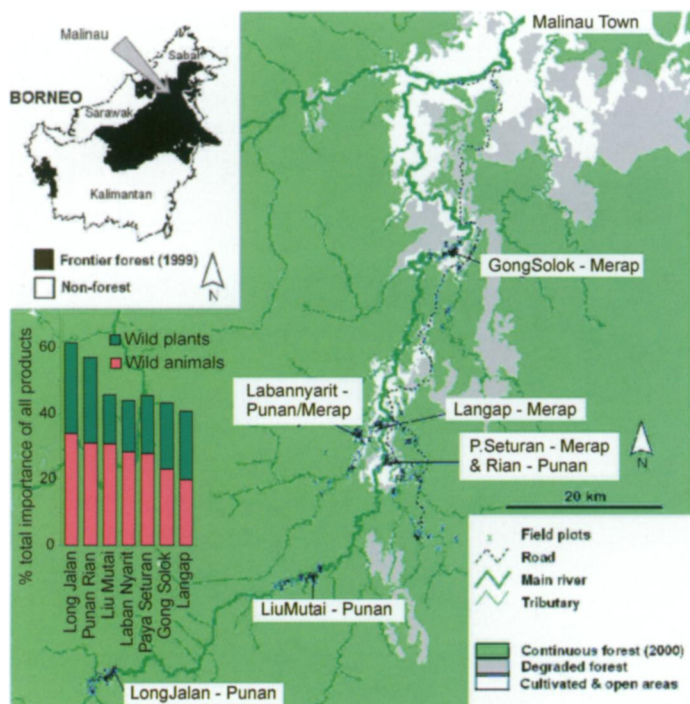 Malinau
Sabah
BORNEO
Sarawak
Kalimantan
Frontier forest (1999)
Non-forest
N
Malinau Town
GongSolok - Merap
Labannyarit -
Punan/Merap
Langap - Merap
P.Seturan - Merap
& Rian - Punan
N
20 km
LiuMutai - Punan
LongJalan - Punan
% total importance of all products
60
40
20
0
Wild plants
Wild animals
Long Jalan
Punan Rian
Liu Mutai
Laban Nyarit
Paya Seturan
Gong Solok
Langap
Field plots
Road
Main river
Tributary
Continuous forest (2000)
Degraded forest
Cultivated & open areas